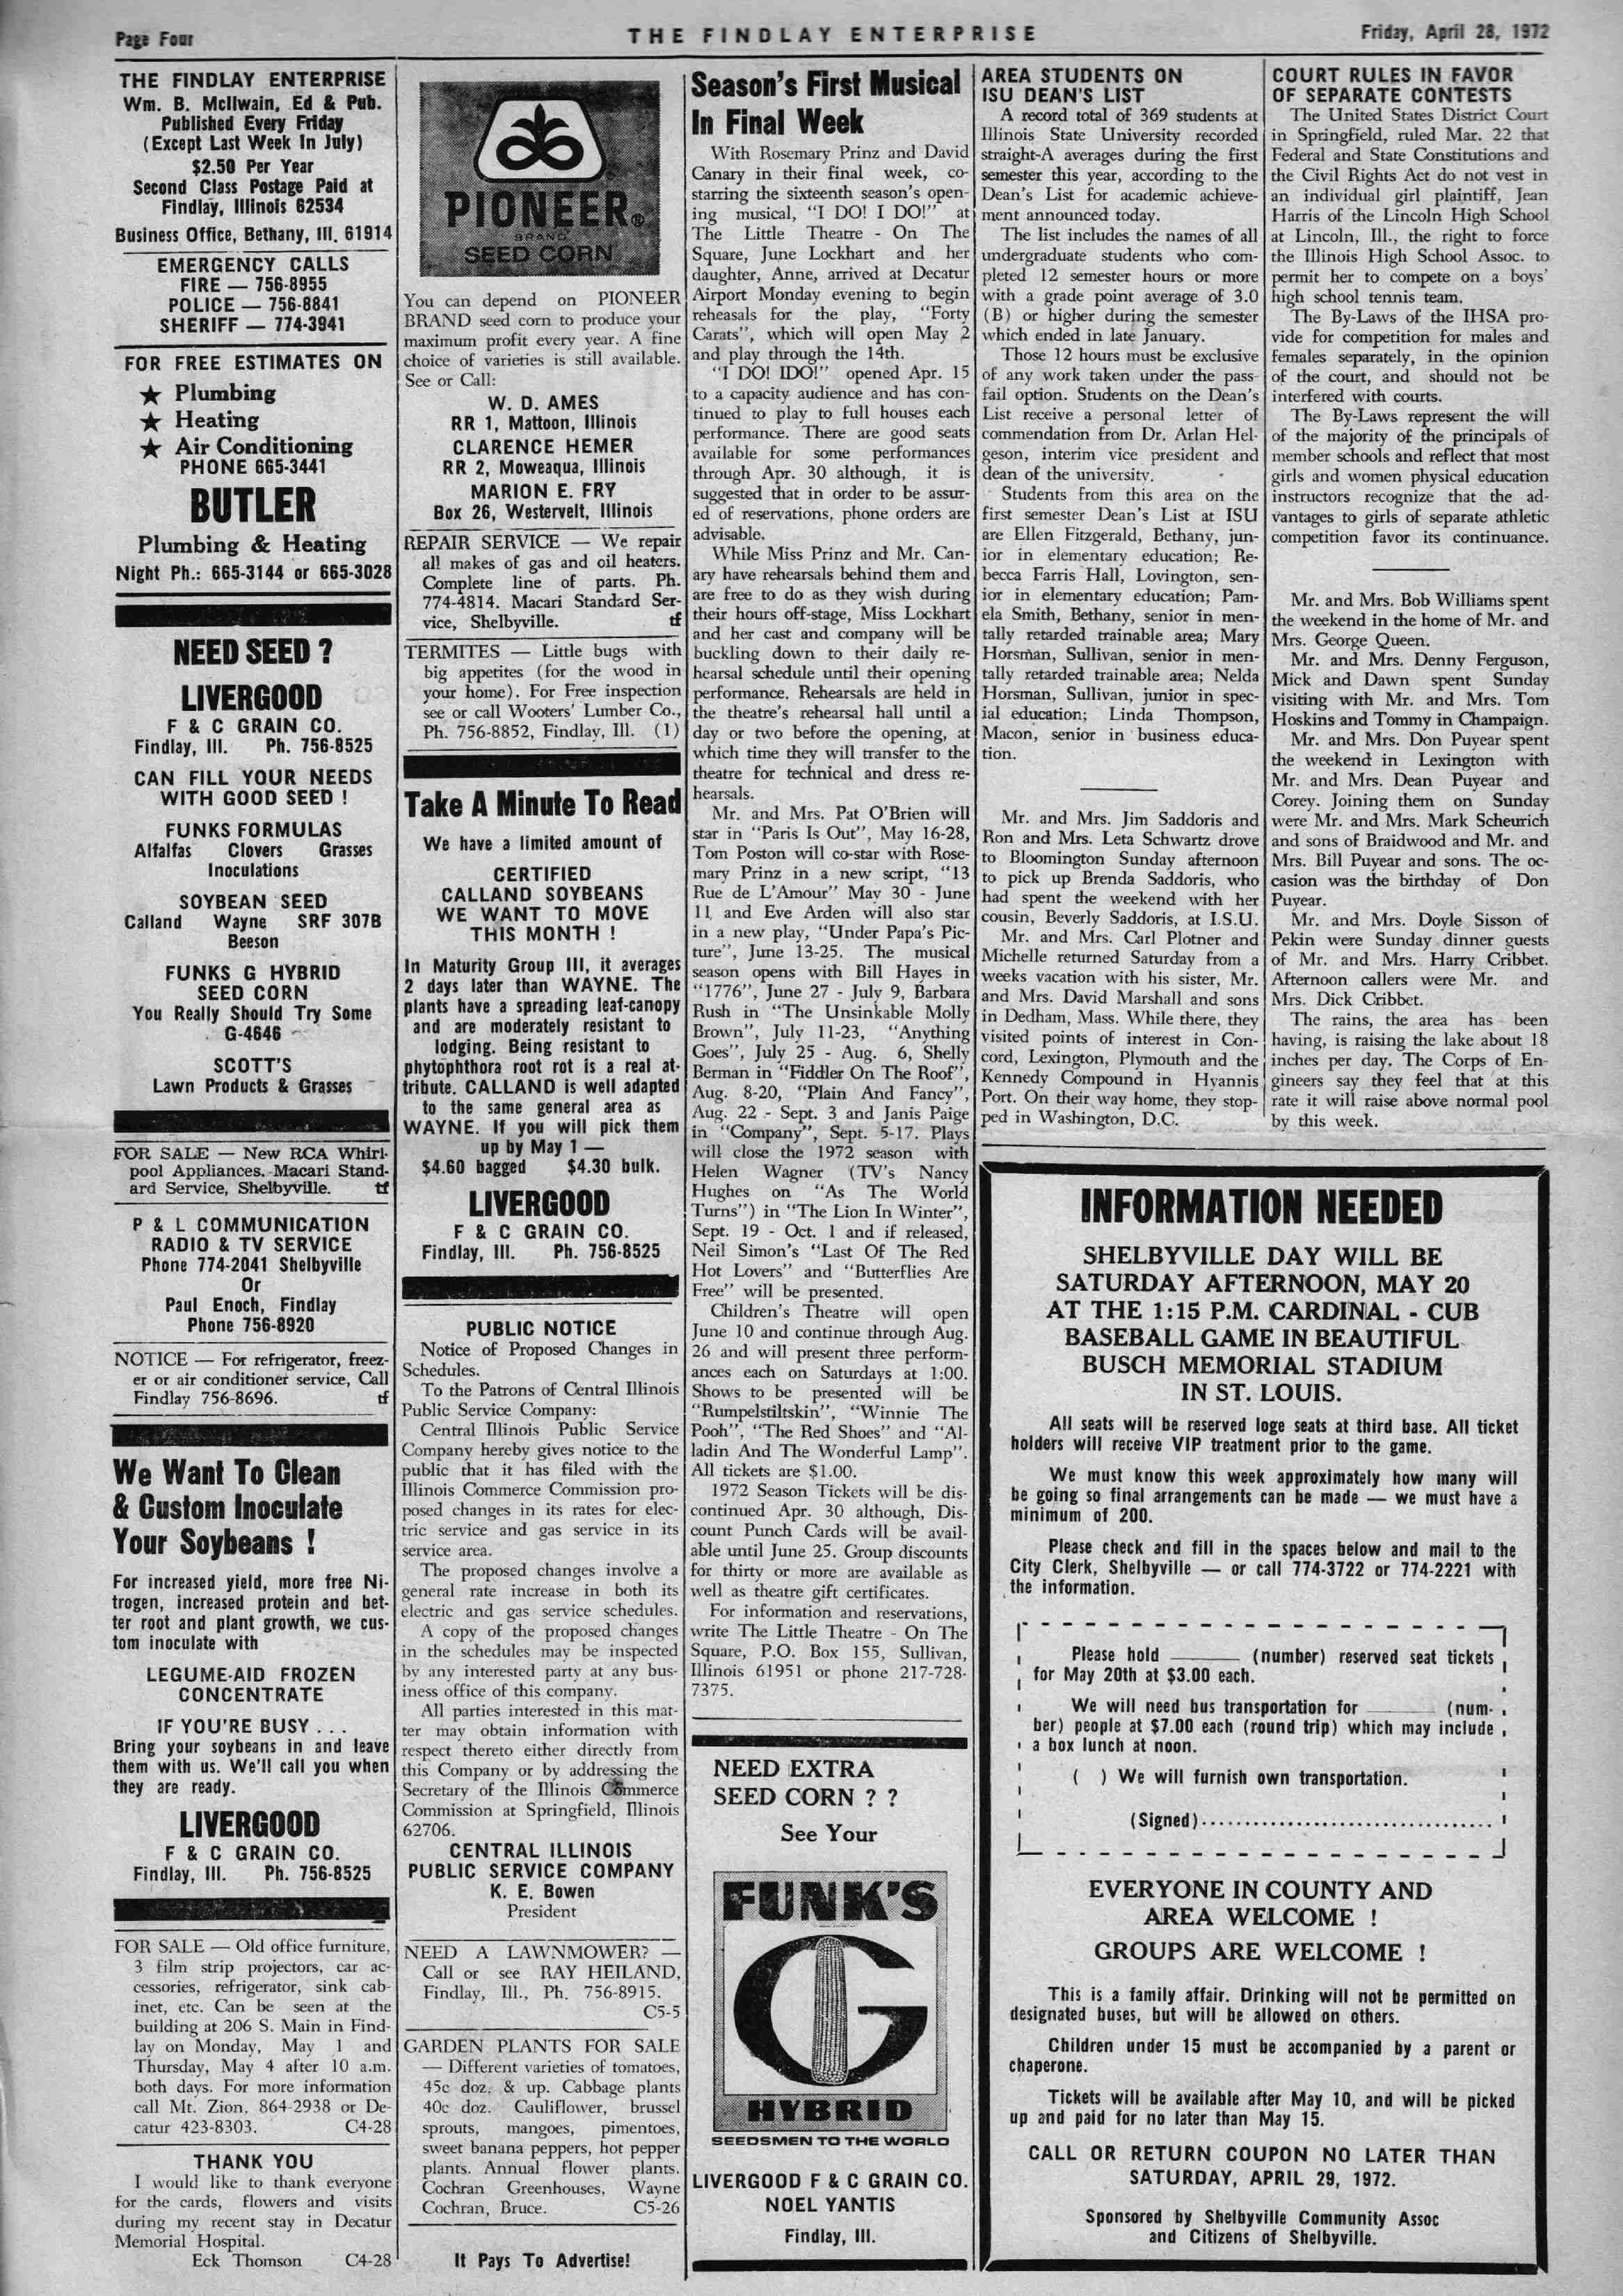 Page Four
THE FINDLAY ENTERPRISE
Friday, April 28, 1972
THE FINDLAY ENTERPRISE
Wm. B. McIlwain, Ed & Pub.
Published Every Friday
(Except Last Week In July)
$2.50 Per Year
Second Class Postage Paid at
Findlay, Illinois 62534
Business Office, Bethany, Ill. 61914
EMERGENCY CALLS
FIRE — 756-8955
POLICE — 756-8841
SHERIFF — 774-3941
FOR FREE ESTIMATES ON
★ Plumbing
★ Heating
★ Air Conditioning
PHONE 665-3441
BUTLER
Plumbing & Heating
Night Ph.: 665-3144 or 665-3028
NEED SEED ?
LIVERGOOD
F & C GRAIN CO.
Findlay, Ill. Ph. 756-8525
CAN FILL YOUR NEEDS
WITH GOOD SEED !
FUNKS FORMULAS
Alfalfas Clovers Grasses
Inoculations
SOYBEAN SEED
Calland Wayne SRF 307B
Beeson
FUNKS G HYBRID
SEED CORN
You Really Should Try Some
G-4646
SCOTT'S
Lawn Products & Grasses
FOR SALE — New RCA Whirl-
pool Appliances. Macari Stand-
ard Service, Shelbyville. tf
P & L COMMUNICATION
RADIO & TV SERVICE
Phone 774-2041 Shelbyville
Or
Paul Enoch, Findlay
Phone 756-8920
NOTICE — For refrigerator, freez-
er or air conditioner service, Call
Findlay 756-8696. tf
We Want To Clean
& Custom Inoculate
Your Soybeans !
For increased yield, more free Ni-
trogen, increased protein and bet-
ter root and plant growth, we cus-
tom inoculate with
LEGUME-AID FROZEN
CONCENTRATE
IF YOU'RE BUSY . . .
Bring your soybeans in and leave
them with us. We'll call you when
they are ready.
LIVERGOOD
F & C GRAIN CO.
Findlay, Ill. Ph. 756-8525
FOR SALE — Old office furniture,
3 film strip projectors, car ac-
cessories, refrigerator, sink cab-
inet, etc. Can be seen at the
building at 206 S. Main in Find-
lay on Monday, May 1 and
Thursday, May 4 after 10 a.m.
both days. For more information
call Mt. Zion, 864-2938 or De-
catur 423-8303. C4-28
THANK YOU
I would like to thank everyone
for the cards, flowers and visits
during my recent stay in Decatur
Memorial Hospital.
Eck Thomson C4-28
PIONEER®
BRAND
SEED CORN
You can depend on PIONEER
BRAND seed corn to produce your
maximum profit every year. A fine
choice of varieties is still available.
See or Call:
W. D. AMES
RR 1, Mattoon, Illinois
CLARENCE HEMER
RR 2, Moweaqua, Illinois
MARION E. FRY
Box 26, Westervelt, Illinois
REPAIR SERVICE — We repair
all makes of gas and oil heaters.
Complete line of parts. Ph.
774-4814. Macari Standard Ser-
vice, Shelbyville. tf
TERMITES — Little bugs with
big appetites (for the wood in
your home). For Free inspection
see or call Wooters' Lumber Co.,
Ph. 756-8852, Findlay, Ill. (1)
Take A Minute To Read
We have a limited amount of
CERTIFIED
CALLAND SOYBEANS
WE WANT TO MOVE
THIS MONTH !
In Maturity Group III, it averages
2 days later than WAYNE. The
plants have a spreading leaf-canopy
and are moderately resistant to
lodging. Being resistant to
phytophthora root rot is a real at-
tribute. CALLAND is well adapted
to the same general area as
WAYNE. If you will pick them
up by May 1 —
$4.60 bagged $4.30 bulk.
LIVERGOOD
F & C GRAIN CO.
Findlay, Ill. Ph. 756-8525
PUBLIC NOTICE
Notice of Proposed Changes in
Schedules.
To the Patrons of Central Illinois
Public Service Company:
Central Illinois Public Service
Company hereby gives notice to the
public that it has filed with the
Illinois Commerce Commission pro-
posed changes in its rates for elec-
tric service and gas service in its
service area.
The proposed changes involve a
general rate increase in both its
electric and gas service schedules.
A copy of the proposed changes
in the schedules may be inspected
by any interested party at any bus-
iness office of this company.
All parties interested in this mat-
ter may obtain information with
respect thereto either directly from
this Company or by addressing the
Secretary of the Illinois Commerce
Commission at Springfield, Illinois
62706.
CENTRAL ILLINOIS
PUBLIC SERVICE COMPANY
K. E. Bowen
President
NEED A LAWNMOWER? —
Call or see RAY HEILAND,
Findlay, Ill., Ph. 756-8915.
C5-5
GARDEN PLANTS FOR SALE
— Different varieties of tomatoes,
45c doz. & up. Cabbage plants
40c doz. Cauliflower, brussel
sprouts, mangoes, pimentoes,
sweet banana peppers, hot pepper
plants. Annual flower plants.
Cochran Greenhouses, Wayne
Cochran, Bruce. C5-26
It Pays To Advertise!
Season's First Musical
In Final Week
With Rosemary Prinz and David
Canary in their final week, co-
starring the sixteenth season's open-
ing musical, "I DO! I DO!" at
The Little Theatre - On The
Square, June Lockhart and her
daughter, Anne, arrived at Decatur
Airport Monday evening to begin
rehearsals for the play, "Forty
Carats", which will open May 2
and play through the 14th.
"I DO! IDO!" opened Apr. 15
to a capacity audience and has con-
tinued to play to full houses each
performance. There are good seats
available for some performances
through Apr. 30 although, it is
suggested that in order to be assur-
ed of reservations, phone orders are
advisable.
While Miss Prinz and Mr. Can-
ary have rehearsals behind them and
are free to do as they wish during
their hours off-stage, Miss Lockhart
and her cast and company will be
buckling down to their daily re-
hearsal schedule until their opening
performance. Rehearsals are held in
the theatre's rehearsal hall until a
day or two before the opening, at
which time they will transfer to the
theatre for technical and dress re-
hearsals.
Mr. and Mrs. Pat O'Brien will
star in "Paris Is Out", May 16-28,
Tom Poston will co-star with Rose-
mary Prinz in a new script, "13
Rue de L'Amour" May 30 - June
11, and Eve Arden will also star
in a new play, "Under Papa's Pic-
ture", June 13-25. The musical
season opens with Bill Hayes in
"1776", June 27 - July 9, Barbara
Rush in "The Unsinkable Molly
Brown", July 11-23, "Anything
Goes", July 25 - Aug. 6, Shelly
Berman in "Fiddler On The Roof",
Aug. 8-20, "Plain And Fancy",
Aug. 22 - Sept. 3 and Janis Paige
in "Company", Sept. 5-17. Plays
will close the 1972 season with
Helen Wagner (TV's Nancy
Hughes on "As The World
Turns") in "The Lion In Winter",
Sept. 19 - Oct. 1 and if released,
Neil Simon's "Last Of The Red
Hot Lovers" and "Butterflies Are
Free" will be presented.
Children's Theatre will open
June 10 and continue through Aug.
26 and will present three perform-
ances each on Saturdays at 1:00.
Shows to be presented will be
"Rumpelstiltskin", "Winnie The
Pooh", "The Red Shoes" and "Al-
ladin And The Wonderful Lamp".
All tickets are $1.00.
1972 Season Tickets will be dis-
continued Apr. 30 although, Dis-
count Punch Cards will be avail-
able until June 25. Group discounts
for thirty or more are available as
well as theatre gift certificates.
For information and reservations,
write The Little Theatre - On The
Square, P.O. Box 155, Sullivan,
Illinois 61951 or phone 217-728-
7375.
NEED EXTRA
SEED CORN ? ?
See Your
FUNK'S
G
HYBRID
SEEDSMEN TO THE WORLD
LIVERGOOD F & C GRAIN CO.
NOEL YANTIS
Findlay, Ill.
AREA STUDENTS ON
ISU DEAN'S LIST
A record total of 369 students at
Illinois State University recorded
straight-A averages during the first
semester this year, according to the
Dean's List for academic achieve-
ment announced today.
The list includes the names of all
undergraduate students who com-
pleted 12 semester hours or more
with a grade point average of 3.0
(B) or higher during the semester
which ended in late January.
Those 12 hours must be exclusive
of any work taken under the pass-
fail option. Students on the Dean's
List receive a personal letter of
commendation from Dr. Arlan Hel-
geson, interim vice president and
dean of the university.
Students from this area on the
first semester Dean's List at ISU
are Ellen Fitzgerald, Bethany, jun-
ior in elementary education; Re-
becca Farris Hall, Lovington, sen-
ior in elementary education; Pam-
ela Smith, Bethany, senior in men-
tally retarded trainable area; Mary
Horsman, Sullivan, senior in men-
tally retarded trainable area; Nelda
Horsman, Sullivan, junior in spec-
ial education; Linda Thompson,
Macon, senior in business educa-
tion.
Mr. and Mrs. Jim Saddoris and
Ron and Mrs. Leta Schwartz drove
to Bloomington Sunday afternoon
to pick up Brenda Saddoris, who
had spent the weekend with her
cousin, Beverly Saddoris, at I.S.U.
Mr. and Mrs. Carl Plotner and
Michelle returned Saturday from a
weeks vacation with his sister, Mr.
and Mrs. David Marshall and sons
in Dedham, Mass. While there, they
visited points of interest in Con-
cord, Lexington, Plymouth and the
Kennedy Compound in Hyannis
Port. On their way home, they stop-
ped in Washington, D.C.
COURT RULES IN FAVOR
OF SEPARATE CONTESTS
The United States District Court
in Springfield, ruled Mar. 22 that
Federal and State Constitutions and
the Civil Rights Act do not vest in
an individual girl plaintiff, Jean
Harris of the Lincoln High School
at Lincoln, Ill., the right to force
the Illinois High School Assoc. to
permit her to compete on a boys'
high school tennis team.
The By-Laws of the IHSA pro-
vide for competition for males and
females separately, in the opinion
of the court, and should not be
interfered with courts.
The By-Laws represent the will
of the majority of the principals of
member schools and reflect that most
girls and women physical education
instructors recognize that the ad-
vantages to girls of separate athletic
competition favor its continuance.
Mr. and Mrs. Bob Williams spent
the weekend in the home of Mr. and
Mrs. George Queen.
Mr. and Mrs. Denny Ferguson,
Mick and Dawn spent Sunday
visiting with Mr. and Mrs. Tom
Hoskins and Tommy in Champaign.
Mr. and Mrs. Don Puyear spent
the weekend in Lexington with
Mr. and Mrs. Dean Puyear and
Corey. Joining them on Sunday
were Mr. and Mrs. Mark Scheurich
and sons of Braidwood and Mr. and
Mrs. Bill Puyear and sons. The oc-
casion was the birthday of Don
Puyear.
Mr. and Mrs. Doyle Sisson of
Pekin were Sunday dinner guests
of Mr. and Mrs. Harry Cribbet.
Afternoon callers were Mr. and
Mrs. Dick Cribbet.
The rains, the area has been
having, is raising the lake about 18
inches per day. The Corps of En-
gineers say they feel that at this
rate it will raise above normal pool
by this week.
INFORMATION NEEDED
SHELBYVILLE DAY WILL BE
SATURDAY AFTERNOON, MAY 20
AT THE 1:15 P.M. CARDINAL - CUB
BASEBALL GAME IN BEAUTIFUL
BUSCH MEMORIAL STADIUM
IN ST. LOUIS.
All seats will be reserved loge seats at third base. All ticket
holders will receive VIP treatment prior to the game.
We must know this week approximately how many will
be going so final arrangements can be made — we must have a
minimum of 200.
Please check and fill in the spaces below and mail to the
City Clerk, Shelbyville — or call 774-3722 or 774-2221 with
the information.
Please hold ______ (number) reserved seat tickets
for May 20th at $3.00 each.
We will need bus transportation for ______ (num-
ber) people at $7.00 each (round trip) which may include
a box lunch at noon.
( ) We will furnish own transportation.
(Signed)..................................
EVERYONE IN COUNTY AND
AREA WELCOME !
GROUPS ARE WELCOME !
This is a family affair. Drinking will not be permitted on
designated buses, but will be allowed on others.
Children under 15 must be accompanied by a parent or
chaperone.
Tickets will be available after May 10, and will be picked
up and paid for no later than May 15.
CALL OR RETURN COUPON NO LATER THAN
SATURDAY, APRIL 29, 1972.
Sponsored by Shelbyville Community Assoc
and Citizens of Shelbyville.